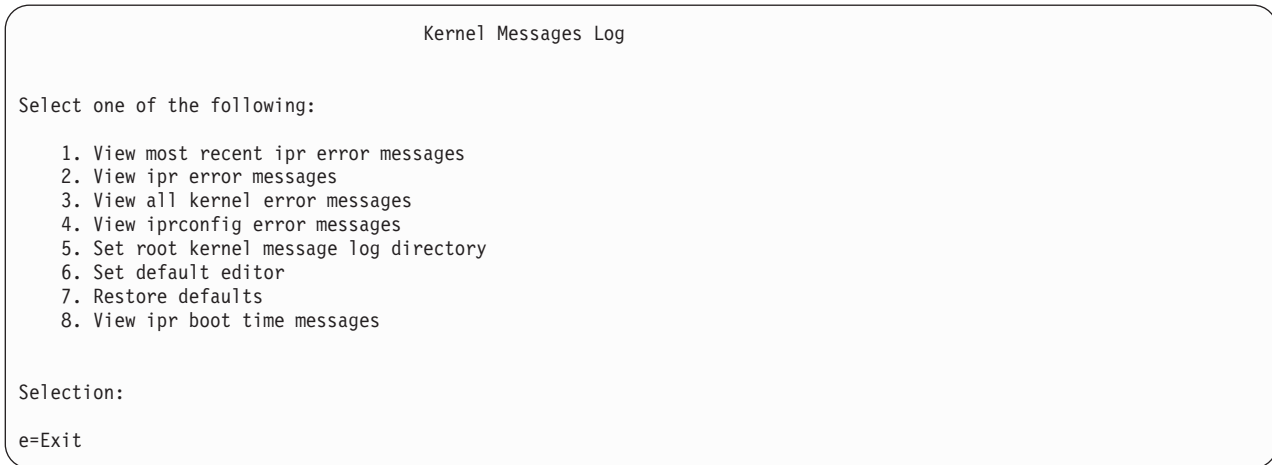 Kernel Messages Log
Select one of the following:
1. View most recent ipr error messages
2. View ipr error messages
3. View all kernel error messages
4. View iprconfig error messages
5. Set root kernel message log directory
6. Set default editor
7. Restore defaults
8. View ipr boot time messages
Selection:
e=Exit